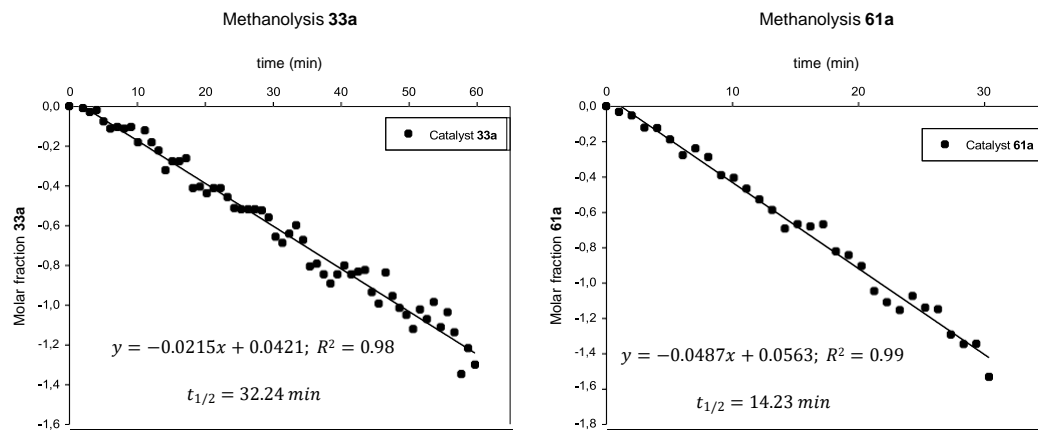 Methanolysis 33a
time (min)
0 10 20 30 40 50 60
0,0
-0,2
-0,4
-0,6
-0,8
-1,0
-1,2
-1,4
-1,6
Molar fraction 33a
Catalyst 33a
y = −0.0215x + 0.0421; R² = 0.98
t₁/₂ = 32.24 min
Methanolysis 61a
time (min)
0 10 20 30
0,0
-0,2
-0,4
-0,6
-0,8
-1,0
-1,2
-1,4
-1,6
-1,8
Molar fraction 61a
Catalyst 61a
y = −0.0487x + 0.0563; R² = 0.99
t₁/₂ = 14.23 min